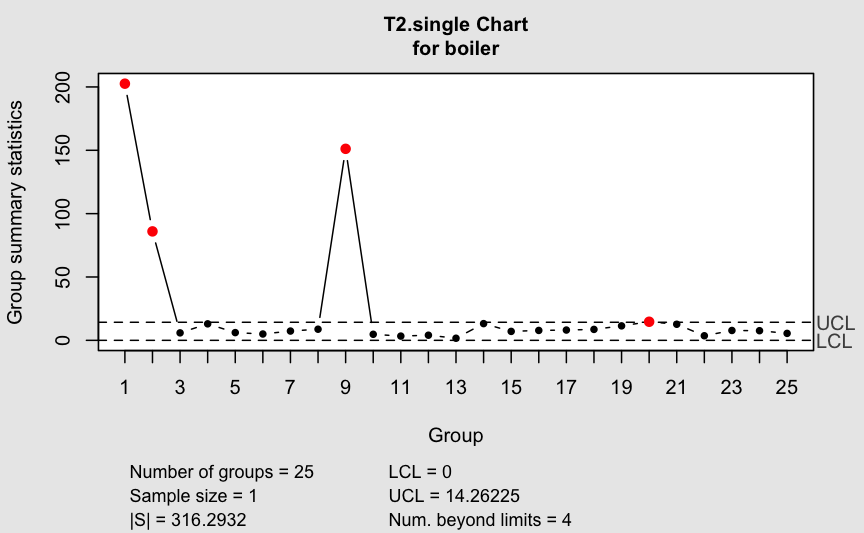 T2.single Chart
for boiler
Group summary statistics
200
150
100
50
0
UCL
LCL
1 3 5 7 9 11 13 15 17 19 21 23 25
Group
Number of groups = 25 LCL = 0
Sample size = 1 UCL = 14.26225
|S| = 316.2932 Num. beyond limits = 4